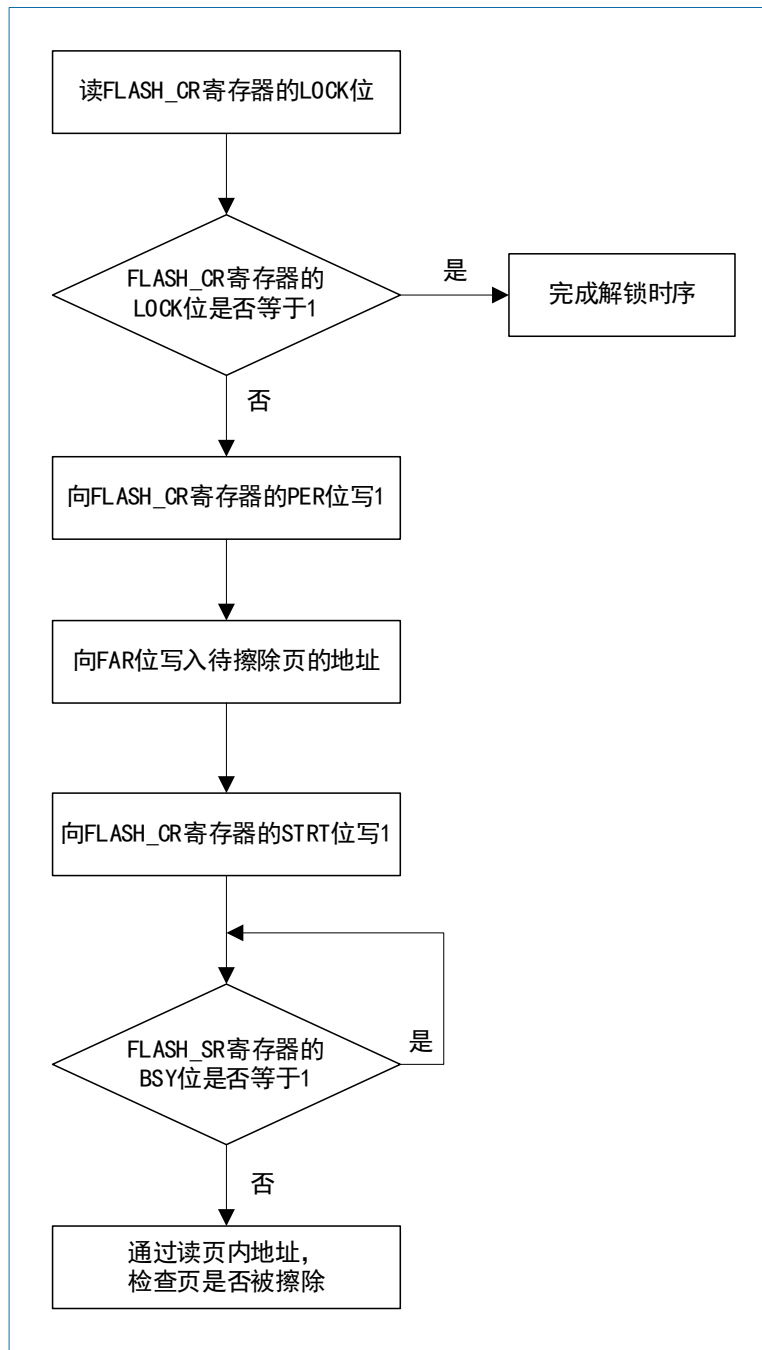 读FLASH_CR寄存器的LOCK位
FLASH_CR寄存器的
LOCK位是否等于1
是
完成解锁时序
否
向FLASH_CR寄存器的PER位写1
向FAR位写入待擦除页的地址
向FLASH_CR寄存器的STRT位写1
FLASH_SR寄存器的
BSY位是否等于1
是
否
通过读页内地址，
检查页是否被擦除